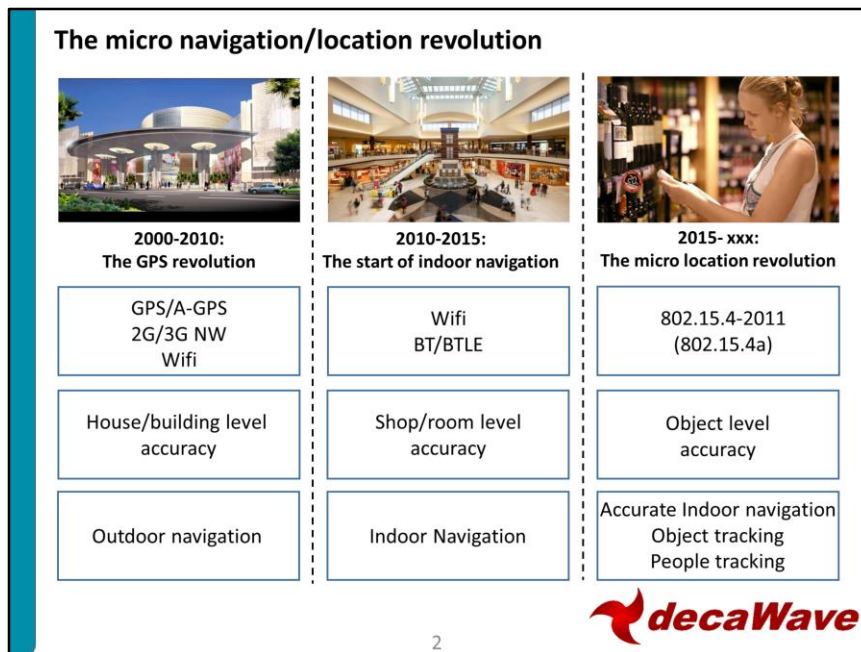 The micro navigation/location revolution
2000-2010:
The GPS revolution
2010-2015:
The start of indoor navigation
2015- xxx:
The micro location revolution
GPS/A-GPS
2G/3G NW
Wifi
Wifi
BT/BTLE
802.15.4-2011
(802.15.4a)
House/building level
accuracy
Shop/room level
accuracy
Object level
accuracy
Outdoor navigation
Indoor Navigation
Accurate Indoor navigation
Object tracking
People tracking
decaWave
2